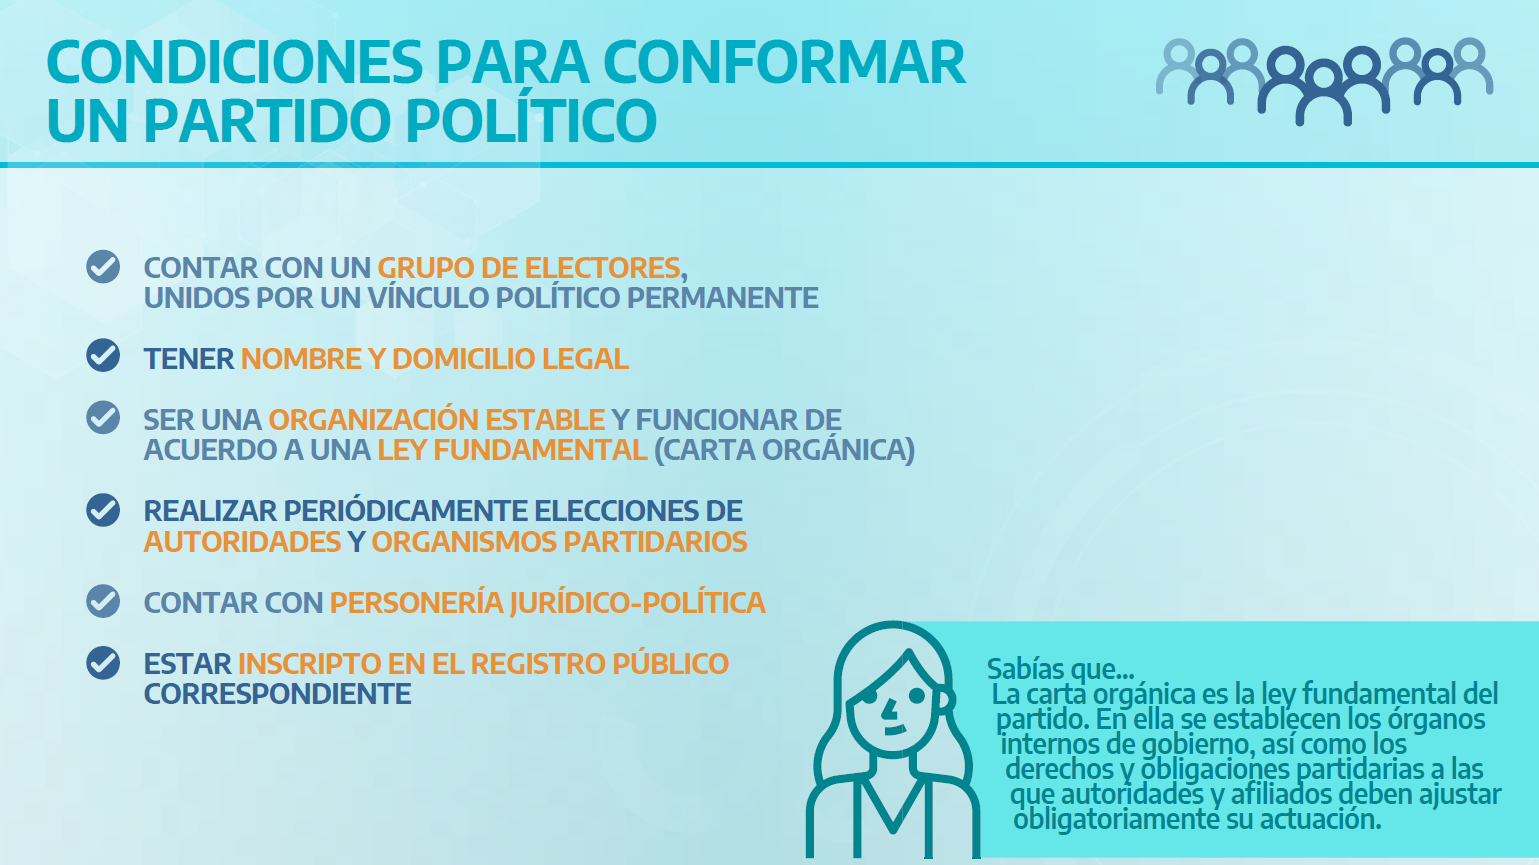 CONDICIONES PARA CONFORMAR
UN PARTIDO POLÍTICO
CONTAR CON UN GRUPO DE ELECTORES,
UNIDOS POR UN VÍNCULO POLÍTICO PERMANENTE
TENER NOMBRE Y DOMICILIO LEGAL
SER UNA ORGANIZACIÓN ESTABLE Y FUNCIONAR DE
ACUERDO A UNA LEY FUNDAMENTAL (CARTA ORGÁNICA)
REALIZAR PERIÓDICAMENTE ELECCIONES DE
AUTORIDADES Y ORGANISMOS PARTIDARIOS
CONTAR CON PERSONERÍA JURÍDICO-POLÍTICA
ESTAR INSCRIPTO EN EL REGISTRO PÚBLICO
CORRESPONDIENTE
Sabías que...
La carta orgánica es la ley fundamental del
partido. En ella se establecen los órganos
internos de gobierno, así como los
derechos y obligaciones partidarias a las
que autoridades y afiliados deben ajustar
obligatoriamente su actuación.